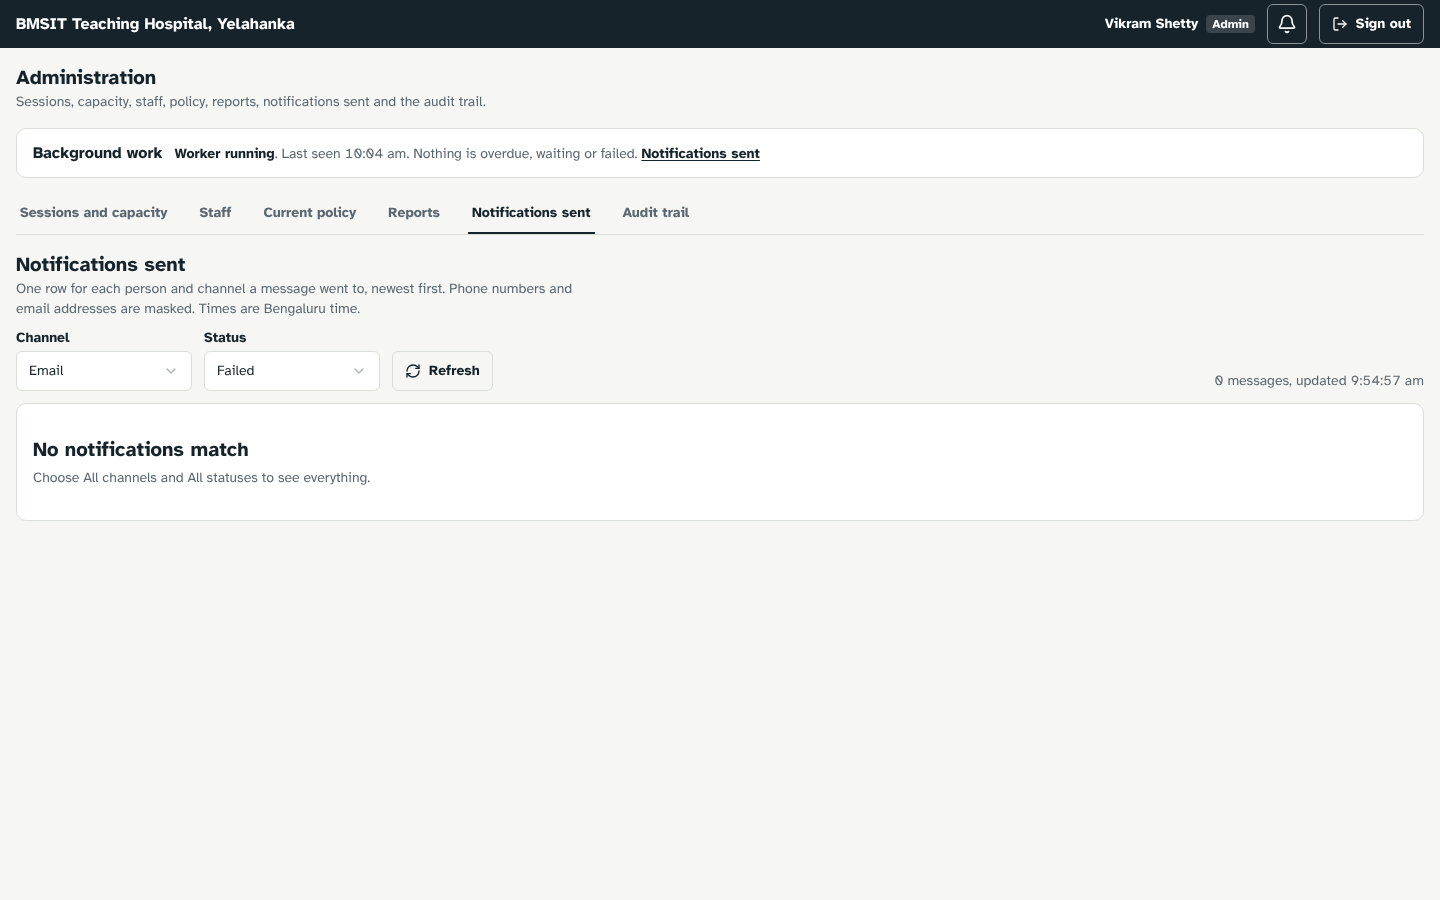 BMSIT Teaching Hospital, Yelahanka
Vikram Shetty Admin
Sign out
Administration
Sessions, capacity, staff, policy, reports, notifications sent and the audit trail.
Background work Worker running. Last seen 10:04 am. Nothing is overdue, waiting or failed. Notifications sent
Sessions and capacity Staff Current policy Reports Notifications sent Audit trail
Notifications sent
One row for each person and channel a message went to, newest first. Phone numbers and
email addresses are masked. Times are Bengaluru time.
Channel Status
Email Failed Refresh
0 messages, updated 9:54:57 am
No notifications match
Choose All channels and All statuses to see everything.